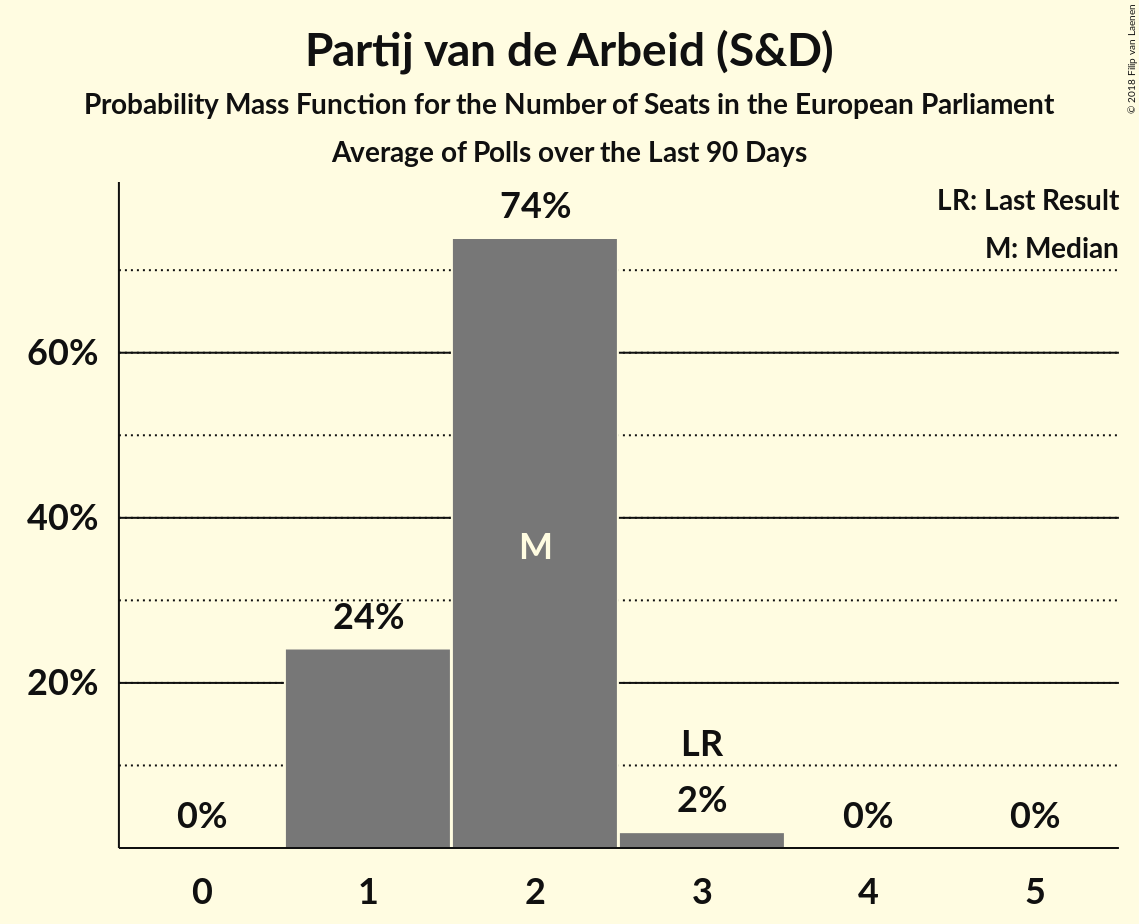 Partij van de Arbeid (S&D)
Probability Mass Function for the Number of Seats in the European Parliament
Average of Polls over the Last 90 Days
© 2018 Filip van Laenen
LR: Last Result
M: Median
74%
60%
40%
M
24%
20%
LR
2%
0%
0%
0%
0 1 2 3 4 5